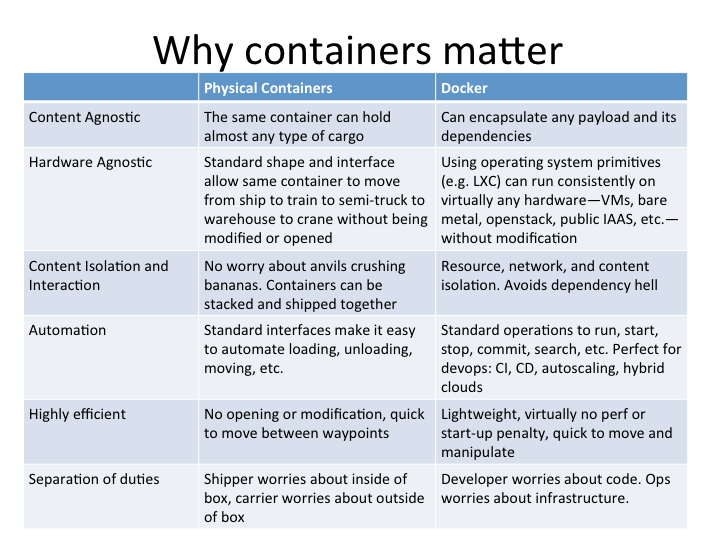 Why containers matter
Physical Containers
Docker
Content Agnostic
The same container can hold
almost any type of cargo
Can encapsulate any payload and its
dependencies
Hardware Agnostic
Standard shape and interface
allow same container to move
from ship to train to semi-truck to
warehouse to crane without being
modified or opened
Using operating system primitives
(e.g. LXC) can run consistently on
virtually any hardware—VMs, bare
metal, openstack, public IAAS, etc.—
without modification
Content Isolation and
Interaction
No worry about anvils crushing
bananas. Containers can be
stacked and shipped together
Resource, network, and content
isolation. Avoids dependency hell
Automation
Standard interfaces make it easy
to automate loading, unloading,
moving, etc.
Standard operations to run, start,
stop, commit, search, etc. Perfect for
devops: CI, CD, autoscaling, hybrid
clouds
Highly efficient
No opening or modification, quick
to move between waypoints
Lightweight, virtually no perf or
start-up penalty, quick to move and
manipulate
Separation of duties
Shipper worries about inside of
box, carrier worries about outside
of box
Developer worries about code. Ops
worries about infrastructure.